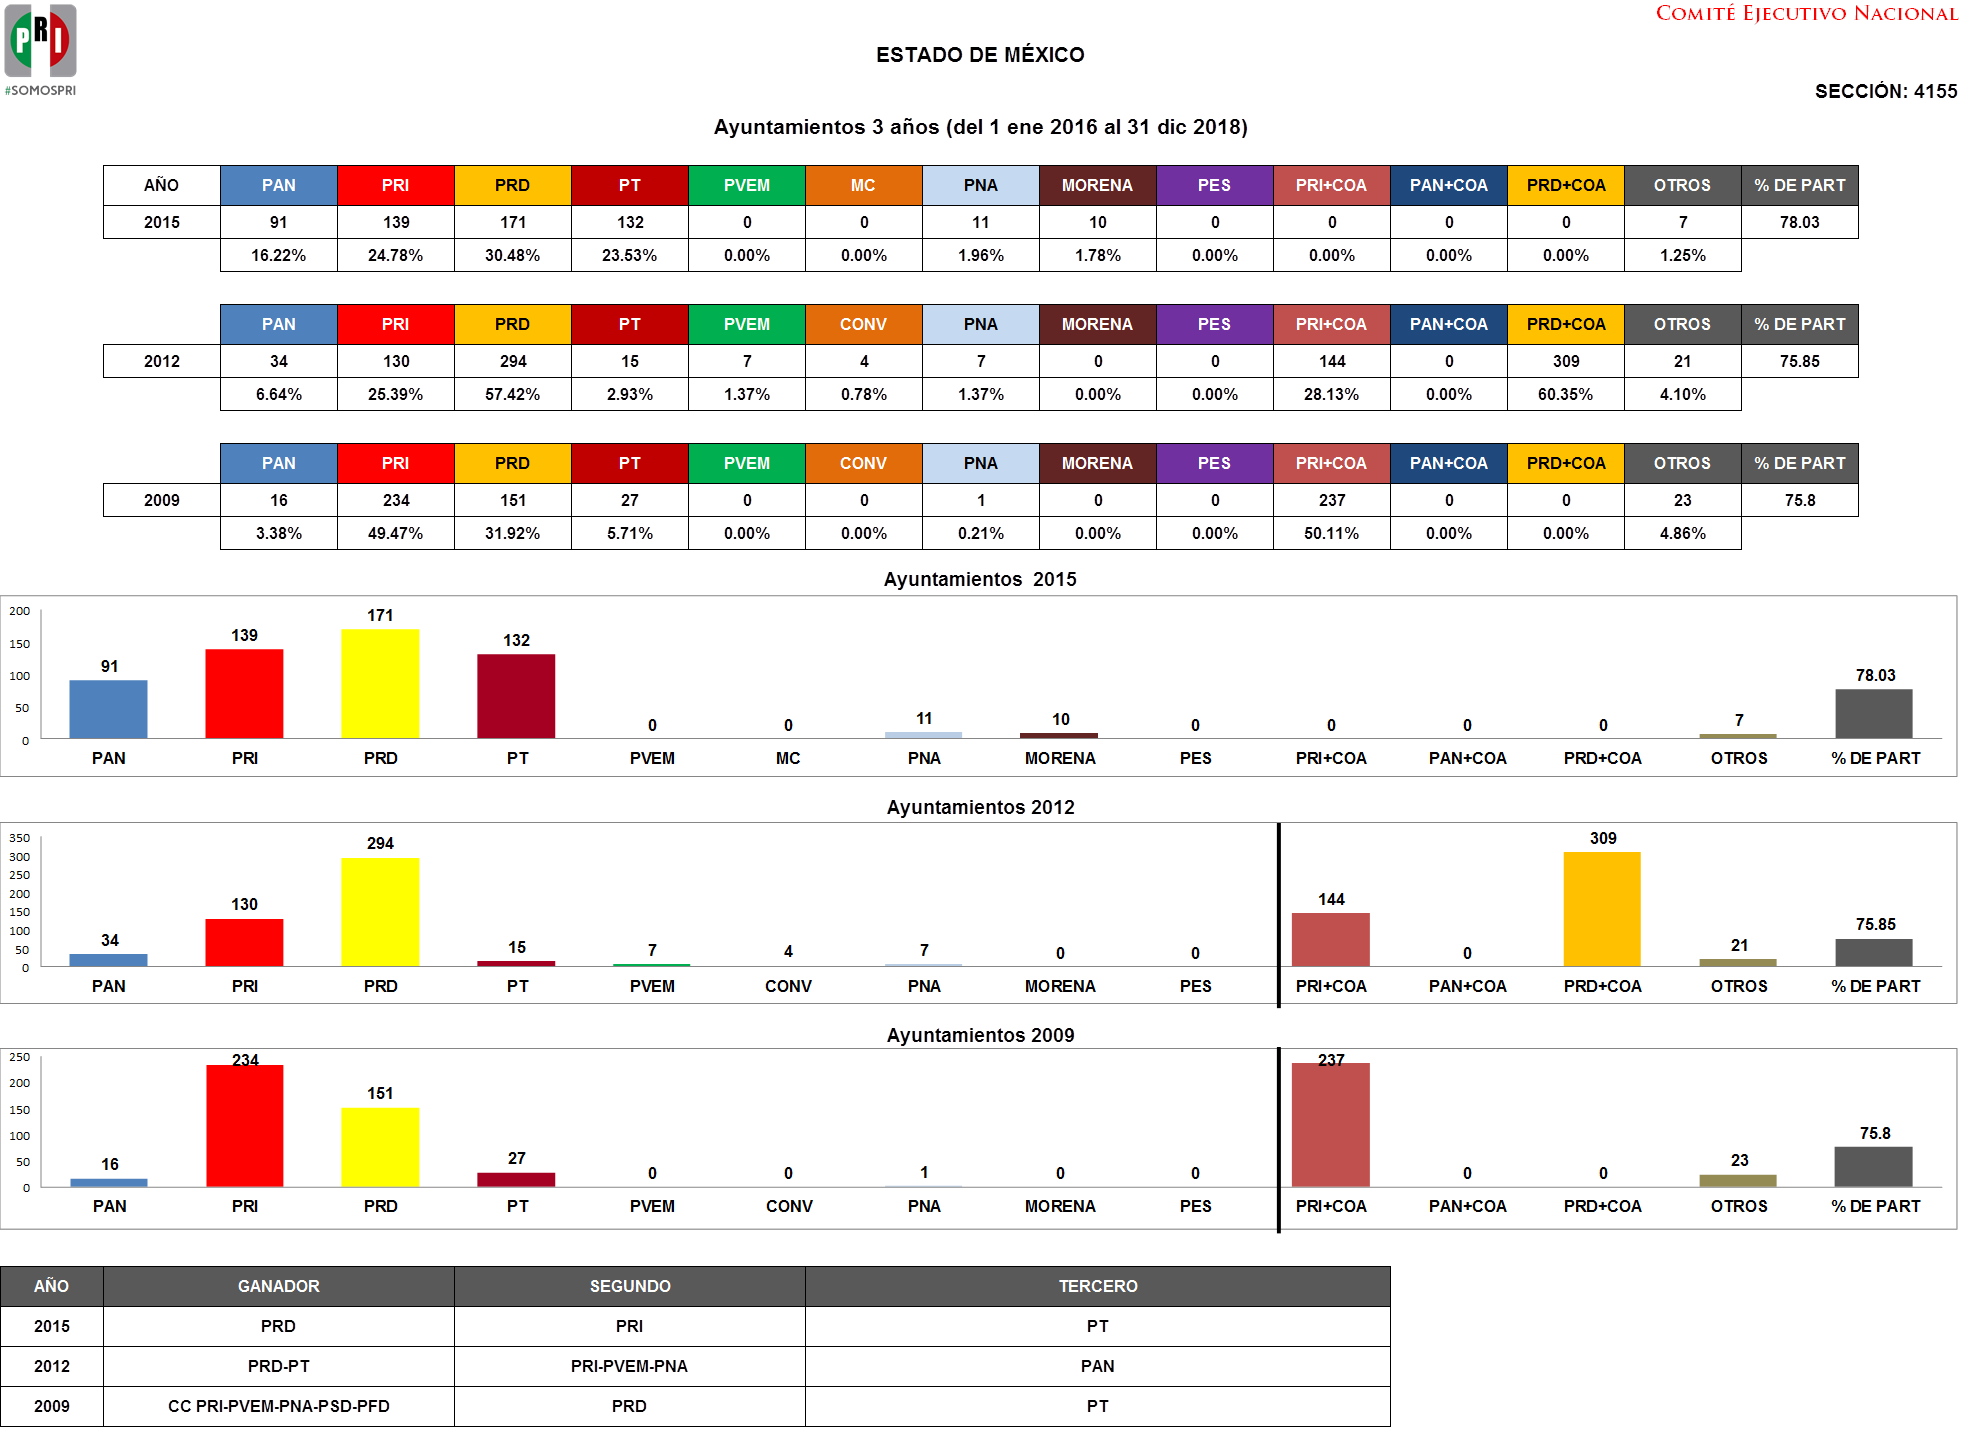 PRI
#SOMOSPRI
COMITÉ EJECUTIVO NACIONAL
ESTADO DE MÉXICO
SECCIÓN: 4155
Ayuntamientos 3 años (del 1 ene 2016 al 31 dic 2018)
AÑO PAN PRI PRD PT PVEM MC PNA MORENA PES PRI+COA PAN+COA PRD+COA OTROS % DE PART
2015 91 139 171 132 0 0 11 10 0 0 0 0 7 78.03
16.22% 24.78% 30.48% 23.53% 0.00% 0.00% 1.96% 1.78% 0.00% 0.00% 0.00% 0.00% 1.25%
PAN PRI PRD PT PVEM CONV PNA MORENA PES PRI+COA PAN+COA PRD+COA OTROS % DE PART
2012 34 130 294 15 7 4 7 0 0 144 0 309 21 75.85
6.64% 25.39% 57.42% 2.93% 1.37% 0.78% 1.37% 0.00% 0.00% 28.13% 0.00% 60.35% 4.10%
PAN PRI PRD PT PVEM CONV PNA MORENA PES PRI+COA PAN+COA PRD+COA OTROS % DE PART
2009 16 234 151 27 0 0 1 0 0 237 0 0 23 75.8
3.38% 49.47% 31.92% 5.71% 0.00% 0.00% 0.21% 0.00% 0.00% 50.11% 0.00% 0.00% 4.86%
Ayuntamientos 2015
200
150
100
50
0
91 139 171 132 0 0 11 10 0 0 0 0 7 78.03
PAN PRI PRD PT PVEM MC PNA MORENA PES PRI+COA PAN+COA PRD+COA OTROS % DE PART
Ayuntamientos 2012
350
300
250
200
150
100
50
0
34 130 294 15 7 4 7 0 0 144 0 309 21 75.85
PAN PRI PRD PT PVEM CONV PNA MORENA PES PRI+COA PAN+COA PRD+COA OTROS % DE PART
Ayuntamientos 2009
250
200
150
100
50
0
16 234 151 27 0 0 1 0 0 237 0 0 23 75.8
PAN PRI PRD PT PVEM CONV PNA MORENA PES PRI+COA PAN+COA PRD+COA OTROS % DE PART
AÑO GANADOR SEGUNDO TERCERO
2015 PRD PRI PT
2012 PRD-PT PRI-PVEM-PNA PAN
2009 CC PRI-PVEM-PNA-PSD-PFD PRD PT